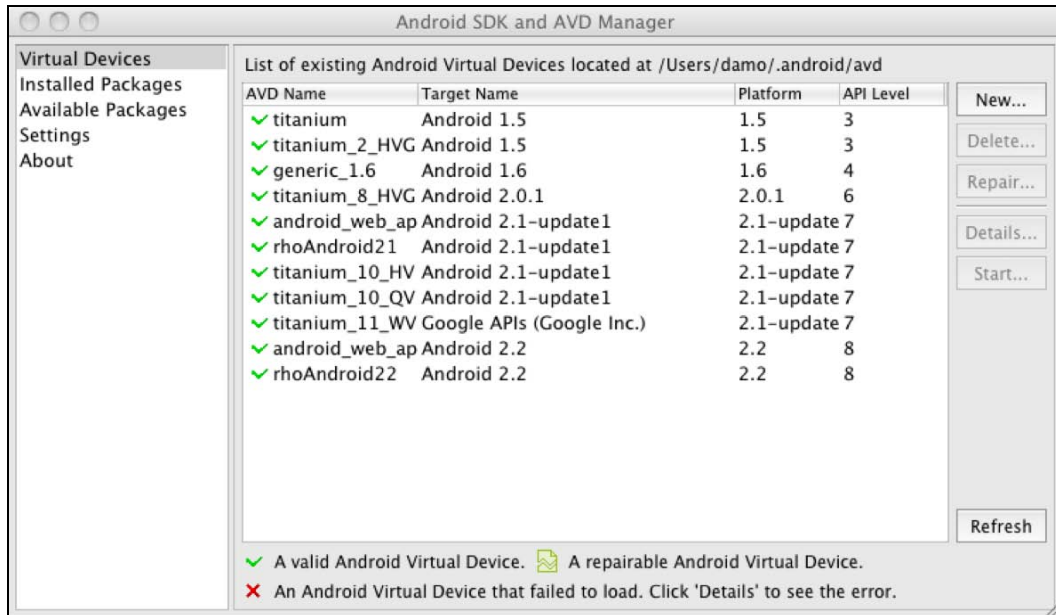 Android SDK and AVD Manager
Virtual Devices
Installed Packages
Available Packages
Settings
About
List of existing Android Virtual Devices located at /Users/damo/.android/avd
AVD Name Target Name Platform API Level
titanium Android 1.5 1.5 3
titanium_2_HVG Android 1.5 1.5 3
generic_1.6 Android 1.6 1.6 4
titanium_8_HVG Android 2.0.1 2.0.1 6
android_web_ap Android 2.1-update1 2.1-update 7
rhoAndroid21 Android 2.1-update1 2.1-update 7
titanium_10_HV Android 2.1-update1 2.1-update 7
titanium_10_QV Android 2.1-update1 2.1-update 7
titanium_11_WV Google APIs (Google Inc.) 2.1-update 7
android_web_ap Android 2.2 2.2 8
rhoAndroid22 Android 2.2 2.2 8
New...
Delete...
Repair...
Details...
Start...
Refresh
A valid Android Virtual Device. A repairable Android Virtual Device.
An Android Virtual Device that failed to load. Click 'Details' to see the error.